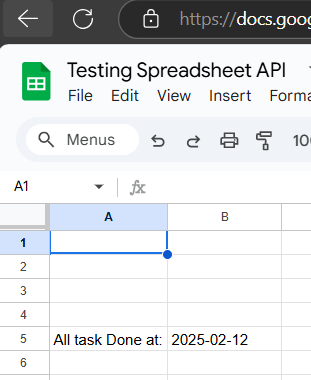 https://docs.goog
Testing Spreadsheet API
File Edit View Insert Forma
Menus 100
A1 fx
A B
1
2
3
4
5 All task Done at: 2025-02-12
6